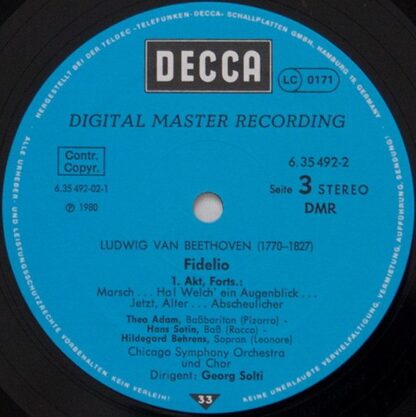 HERGESTELLT BEI DER TELDEC »TELEFUNKEN-DECCA« SCHALLPLATTEN GMBH, HAMBURG 19, GERMANY
DECCA
LC 0171
DIGITAL MASTER RECORDING
Contr.
Copyr.
6.35 492-02-1
Ⓟ 1980
6.35 492-2
Seite 3 STEREO
DMR
LUDWIG VAN BEETHOVEN (1770-1827)
Fidelio
1. Akt, Forts.:
Marsch . . . Ha! Welch' ein Augenblick . . .
Jetzt, Alter . . . Abscheulicher
Theo Adam, Baßbariton (Pizarro) -
Hans Sotin, Baß (Rocco) -
Hildegard Behrens, Sopran (Leonore)
Chicago Symphony Orchestra
und Chor
Dirigent: Georg Solti
33
ALLE URHEBER- UND LEISTUNGSSCHUTZRECHTE VORBEHALTEN KEIN VERLEIH!
KEINE UNERLAUBTE VERVIELFÄLTIGUNG, VERMIETUNG, AUFFÜHRUNG, SENDUNG!